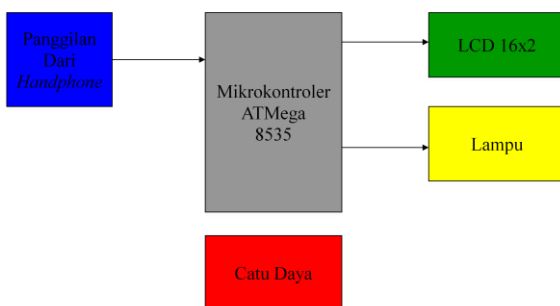 Panggilan
Dari
Handphone
Mikrokontroler
ATMega
8535
LCD 16x2
Lampu
Catu Daya